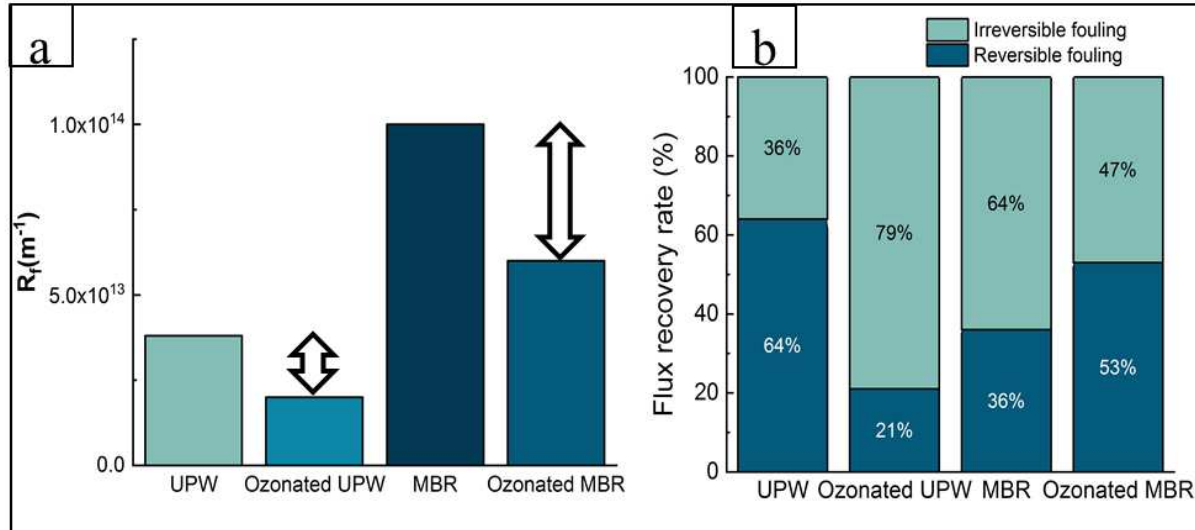 a
R_f(m^-1)
1.0x10^14
5.0x10^13
0.0
UPW
Ozonated UPW
MBR
Ozonated MBR
b
Irreversible fouling
Reversible fouling
Flux recovery rate (%)
100
80
60
40
20
0
36%
64%
79%
21%
64%
36%
47%
53%
UPW
Ozonated UPW
MBR
Ozonated MBR